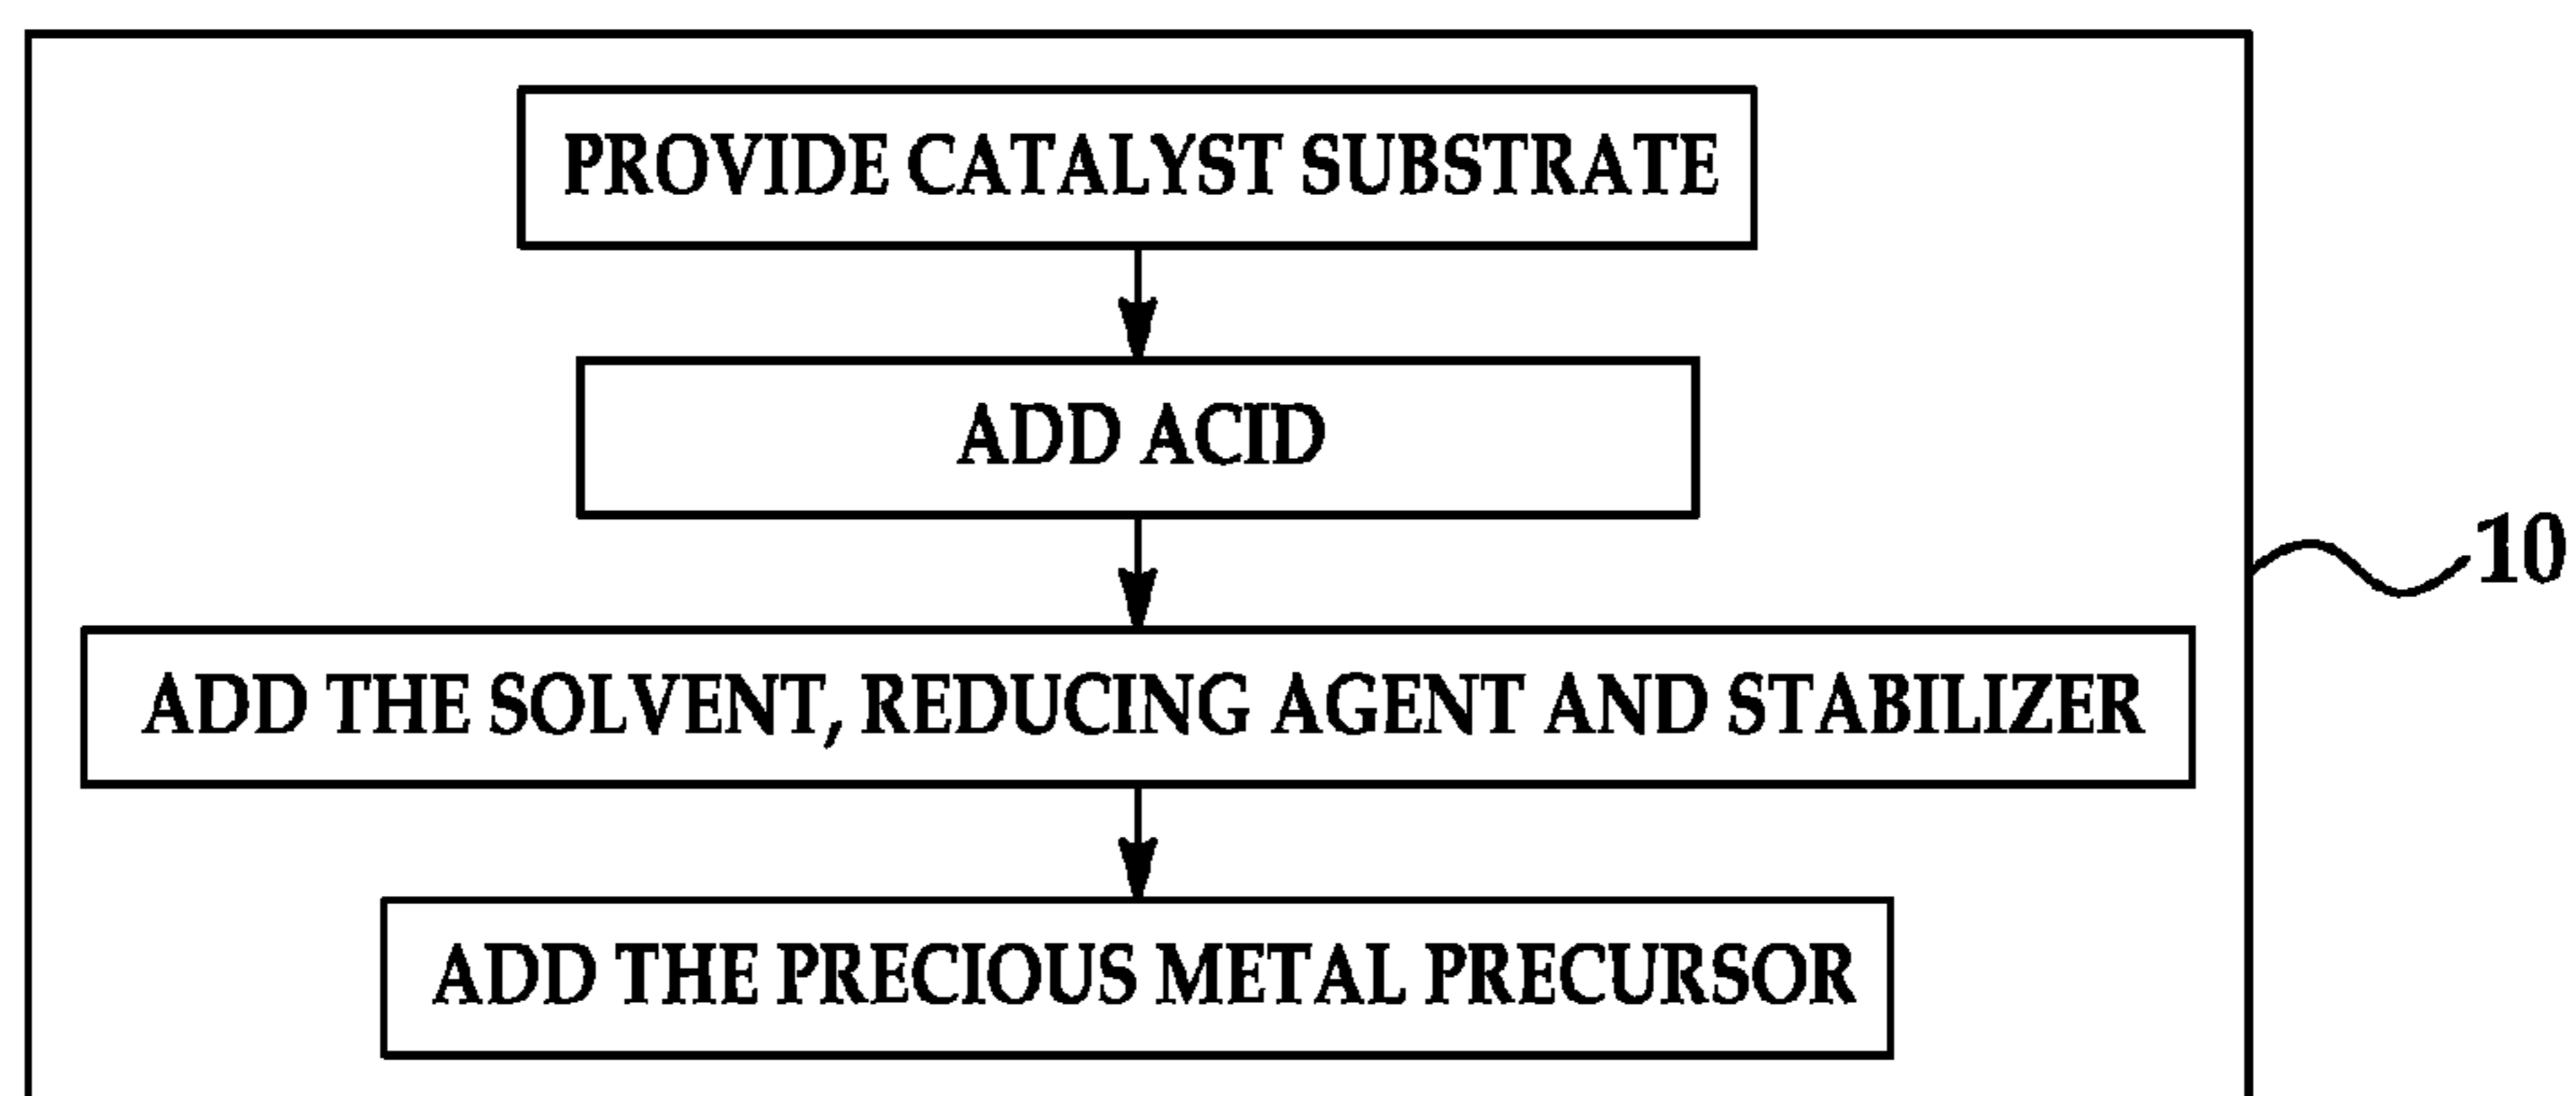 PROVIDE CATALYST SUBSTRATE
ADD ACID
10
ADD THE SOLVENT, REDUCING AGENT AND STABILIZER
ADD THE PRECIOUS METAL PRECURSOR